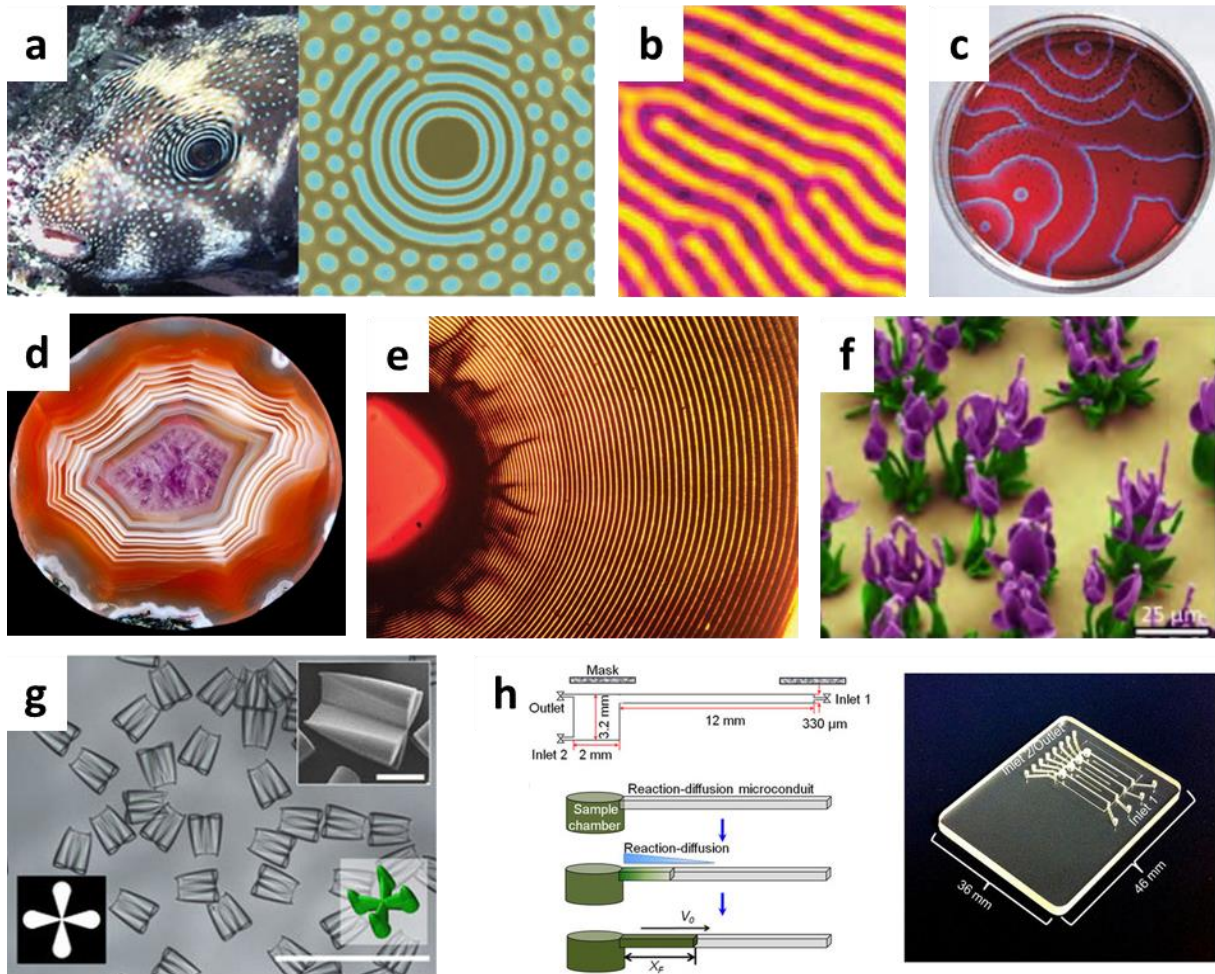 a
b
c
d
e
f
25 µm
g
h
Mask
Outlet
Inlet 1
3.2 mm
12 mm
330 µm
Inlet 2
2 mm
Reaction-diffusion microconduit
Sample
chamber
Reaction-diffusion
V₀
X_F
Inlet 2/Outlet
Inlet 1
36 mm
46 mm